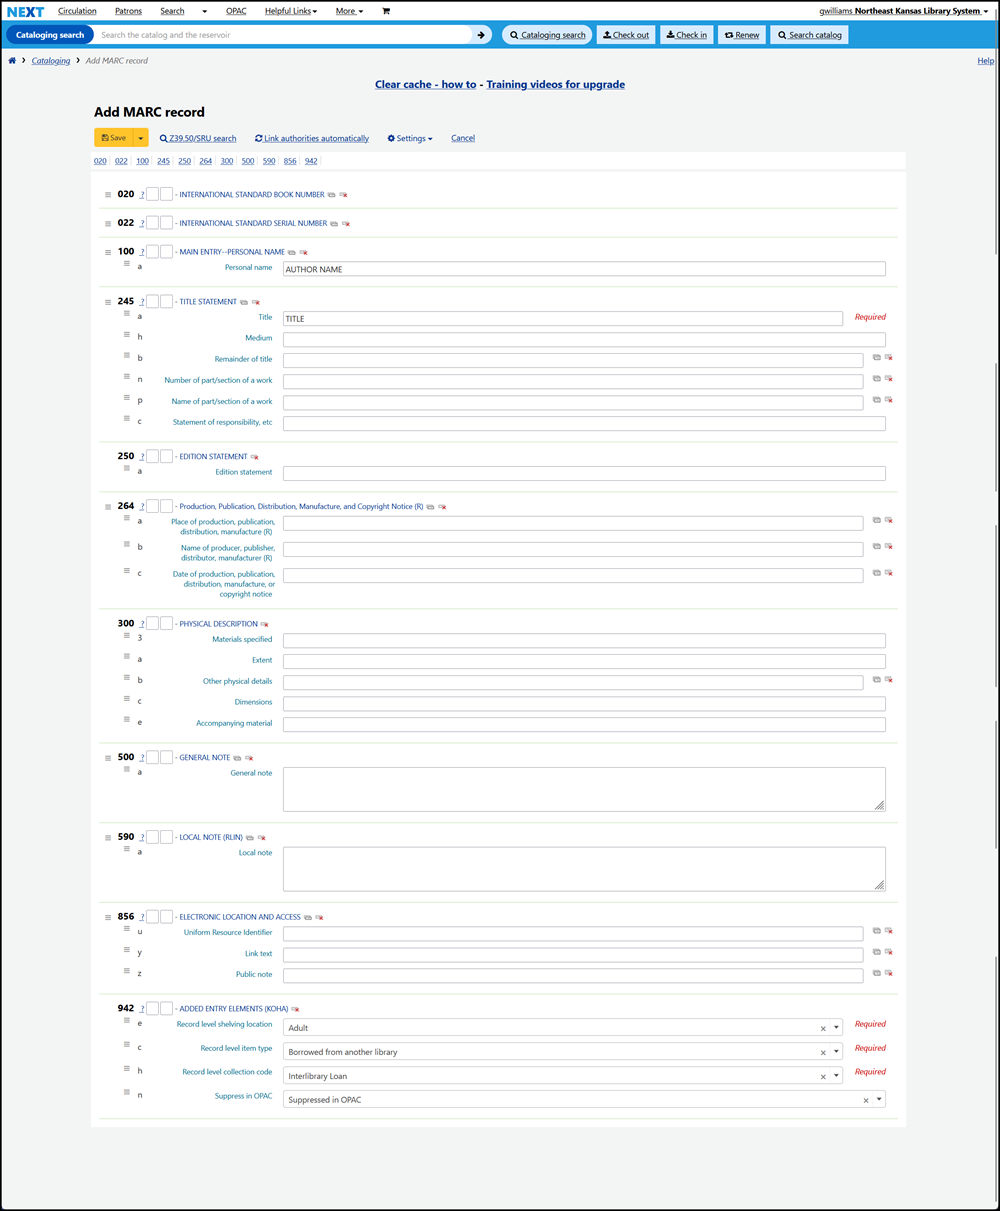 NEXT Circulation Patrons Search OPAC Helpful Links More gwilliams Northeast Kansas Library System
Cataloging search Search the catalog and the reservoir Cataloging search Check out Check in Renew Search catalog
Cataloging Add MARC record Help
Clear cache - how to - Training videos for upgrade
Add MARC record
Save Z39.50/SRU search Link authorities automatically Settings Cancel
020 022 100 245 250 264 300 500 590 856 942
020 ? - INTERNATIONAL STANDARD BOOK NUMBER
022 ? - INTERNATIONAL STANDARD SERIAL NUMBER
100 ? - MAIN ENTRY--PERSONAL NAME
a Personal name AUTHOR NAME
245 ? - TITLE STATEMENT
a Title TITLE Required
h Medium
b Remainder of title
n Number of part/section of a work
p Name of part/section of a work
c Statement of responsibility, etc
250 ? - EDITION STATEMENT
a Edition statement
264 ? - Production, Publication, Distribution, Manufacture, and Copyright Notice (R)
a Place of production, publication,
distribution, manufacture (R)
b Name of producer, publisher,
distributor, manufacturer (R)
c Date of production, publication,
distribution, manufacture, or
copyright notice
300 ? - PHYSICAL DESCRIPTION
3 Materials specified
a Extent
b Other physical details
c Dimensions
e Accompanying material
500 ? - GENERAL NOTE
a General note
590 ? - LOCAL NOTE (RLIN)
a Local note
856 ? - ELECTRONIC LOCATION AND ACCESS
u Uniform Resource Identifier
y Link text
z Public note
942 ? - ADDED ENTRY ELEMENTS (KOHA)
e Record level shelving location Adult × Required
c Record level item type Borrowed from another library × Required
h Record level collection code Interlibrary Loan × Required
n Suppress in OPAC Suppressed in OPAC ×